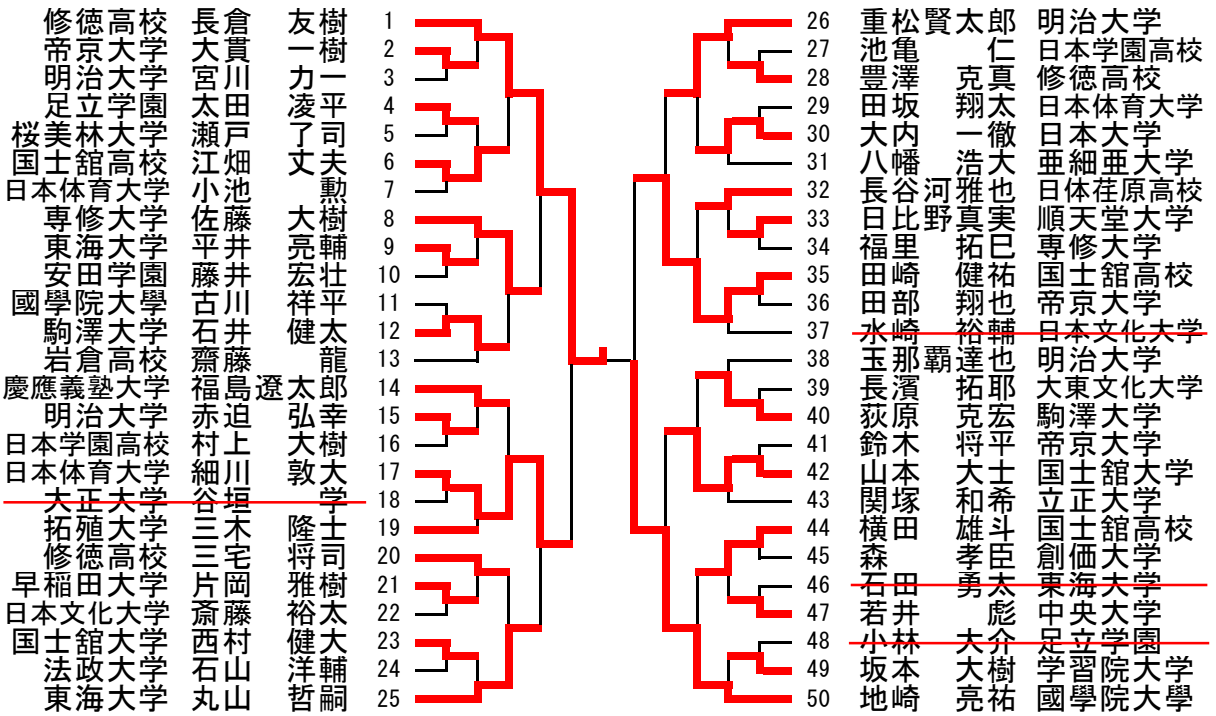 修徳高校 長倉 友樹 1
帝京大学 大貫 一樹 2
明治大学 宮川 力一 3
足立学園 太田 凌平 4
桜美林大学 瀬戸 了司 5
国士舘高校 江畑 丈夫 6
日本体育大学 小池 勲 7
専修大学 佐藤 大樹 8
東海大学 平井 亮輔 9
安田学園 藤井 宏壮 10
國學院大學 古川 祥平 11
駒澤大学 石井 健太 12
岩倉高校 齋藤 龍 13
慶應義塾大学 福島遼太郎 14
明治大学 赤迫 弘幸 15
日本学園高校 村上 大樹 16
日本体育大学 細川 敦大 17
大正大学 谷垣 学 18
拓殖大学 三木 隆士 19
修徳高校 三宅 将司 20
早稲田大学 片岡 雅樹 21
日本文化大学 斎藤 裕太 22
国士舘大学 西村 健大 23
法政大学 石山 洋輔 24
東海大学 丸山 哲嗣 25
26 重松賢太郎 明治大学
27 池亀 仁 日本学園高校
28 豊澤 克真 修徳高校
29 田坂 翔太 日本体育大学
30 大内 一徹 日本大学
31 八幡 浩大 亜細亜大学
32 長谷河雅也 日体荏原高校
33 日比野真実 順天堂大学
34 福里 拓巳 専修大学
35 田崎 健祐 国士舘高校
36 田部 翔也 帝京大学
37 水崎 裕輔 日本文化大学
38 玉那覇達也 明治大学
39 長濱 拓耶 大東文化大学
40 荻原 克宏 駒澤大学
41 鈴木 将平 帝京大学
42 山本 大士 国士舘大学
43 関塚 和希 立正大学
44 横田 雄斗 国士舘高校
45 森 孝臣 創価大学
46 石田 勇太 東海大学
47 若井 彪 中央大学
48 小林 大介 足立学園
49 坂本 大樹 学習院大学
50 地崎 亮祐 國學院大學